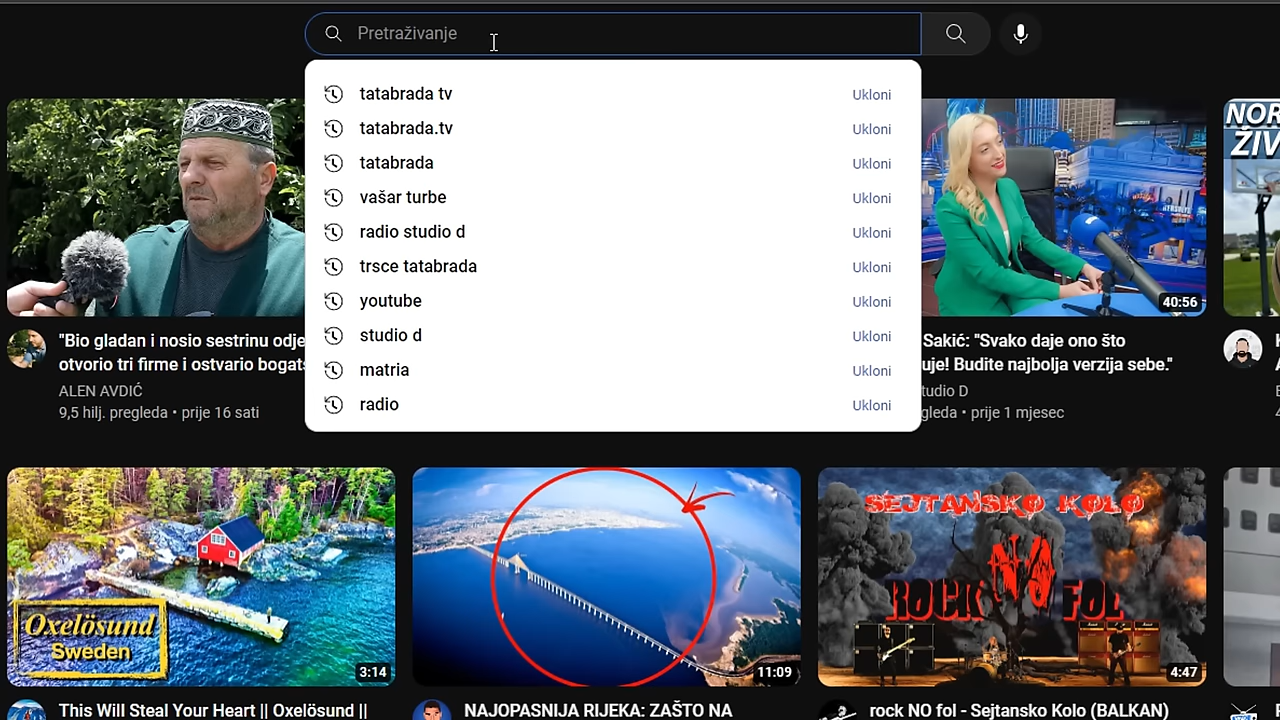 Pretraživanje
tatabrada tv Ukloni
tatabrada.tv Ukloni
tatabrada Ukloni
vašar turbe Ukloni
radio studio d Ukloni
trsce tatabrada Ukloni
youtube Ukloni
studio d Ukloni
matria Ukloni
radio Ukloni
40:56
NOR
ŽIV
"Bio gladan i nosio sestrinu odje
otvorio tri firme i ostvario bogats
ALEN AVDIĆ
9,5 hilj. pregleda • prije 16 sati
Sakić: "Svako daje ono što
uje! Budite najbolja verzija sebe."
tudio D
gleda • prije 1 mjesec
Oxelösund
Sweden
3:14
11:09
SEJTANSKO KOLO
ROCK NO FOL
4:47
This Will Steal Your Heart || Oxelösund ||
NAJOPASNIJA RIJEKA: ZAŠTO NA
rock NO fol - Sejtansko Kolo (BALKAN)